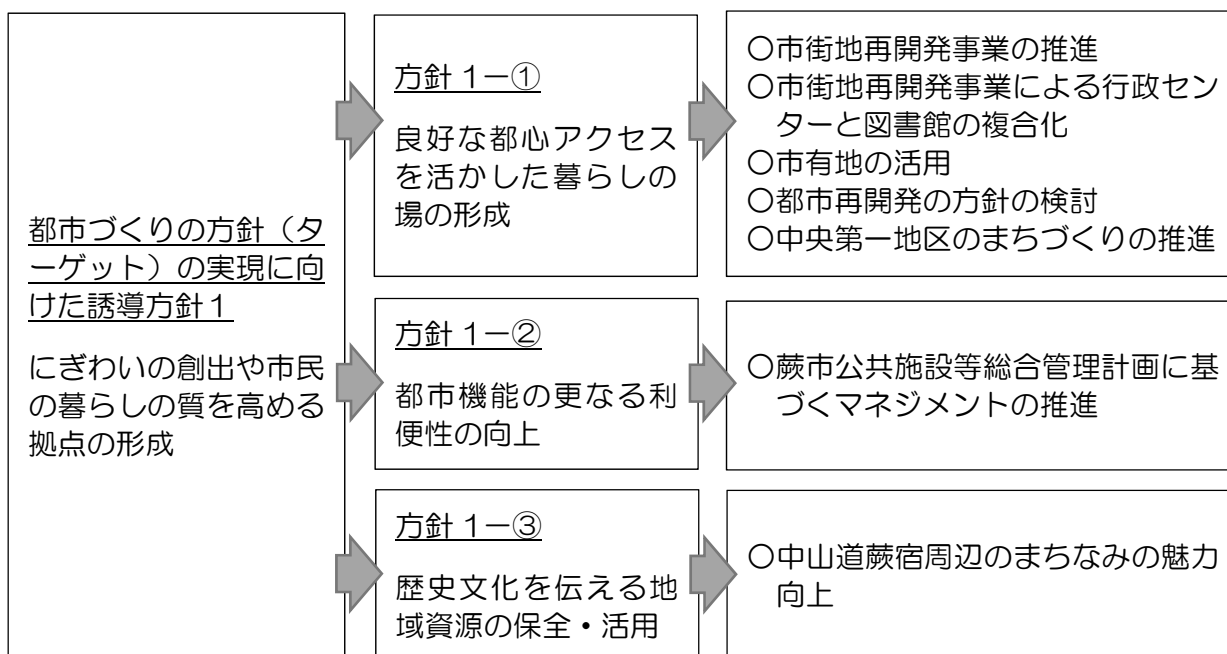 都市づくりの方針（タ
ーゲット）の実現に向
けた誘導方針１
にぎわいの創出や市民
の暮らしの質を高める
拠点の形成
方針 1－①
良好な都心アクセス
を活かした暮らしの
場の形成
〇市街地再開発事業の推進
〇市街地再開発事業による行政セン
ターと図書館の複合化
〇市有地の活用
〇都市再開発の方針の検討
〇中央第一地区のまちづくりの推進
方針 1－②
都市機能の更なる利
便性の向上
〇蕨市公共施設等総合管理計画に基
づくマネジメントの推進
方針 1－③
歴史文化を伝える地
域資源の保全・活用
〇中山道蕨宿周辺のまちなみの魅力
向上